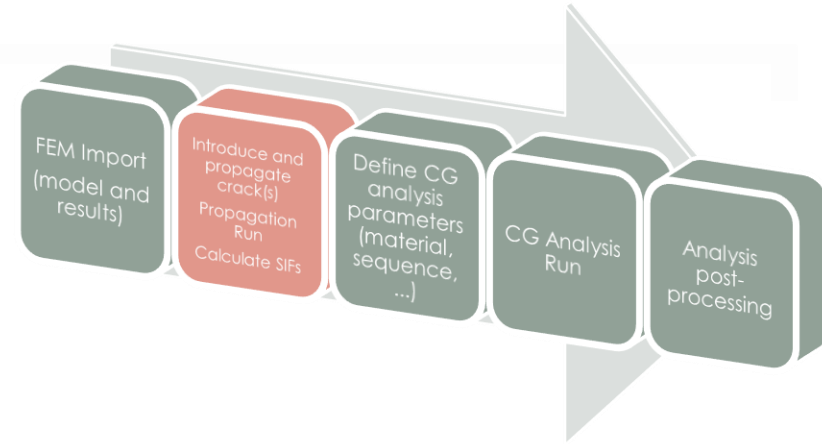 FEM Import
(model and
results)
Introduce and
propagate
crack(s)
Propagation
Run
Calculate SIFs
Define CG
analysis
parameters
(material,
sequence,
...)
CG Analysis
Run
Analysis
post-
processing